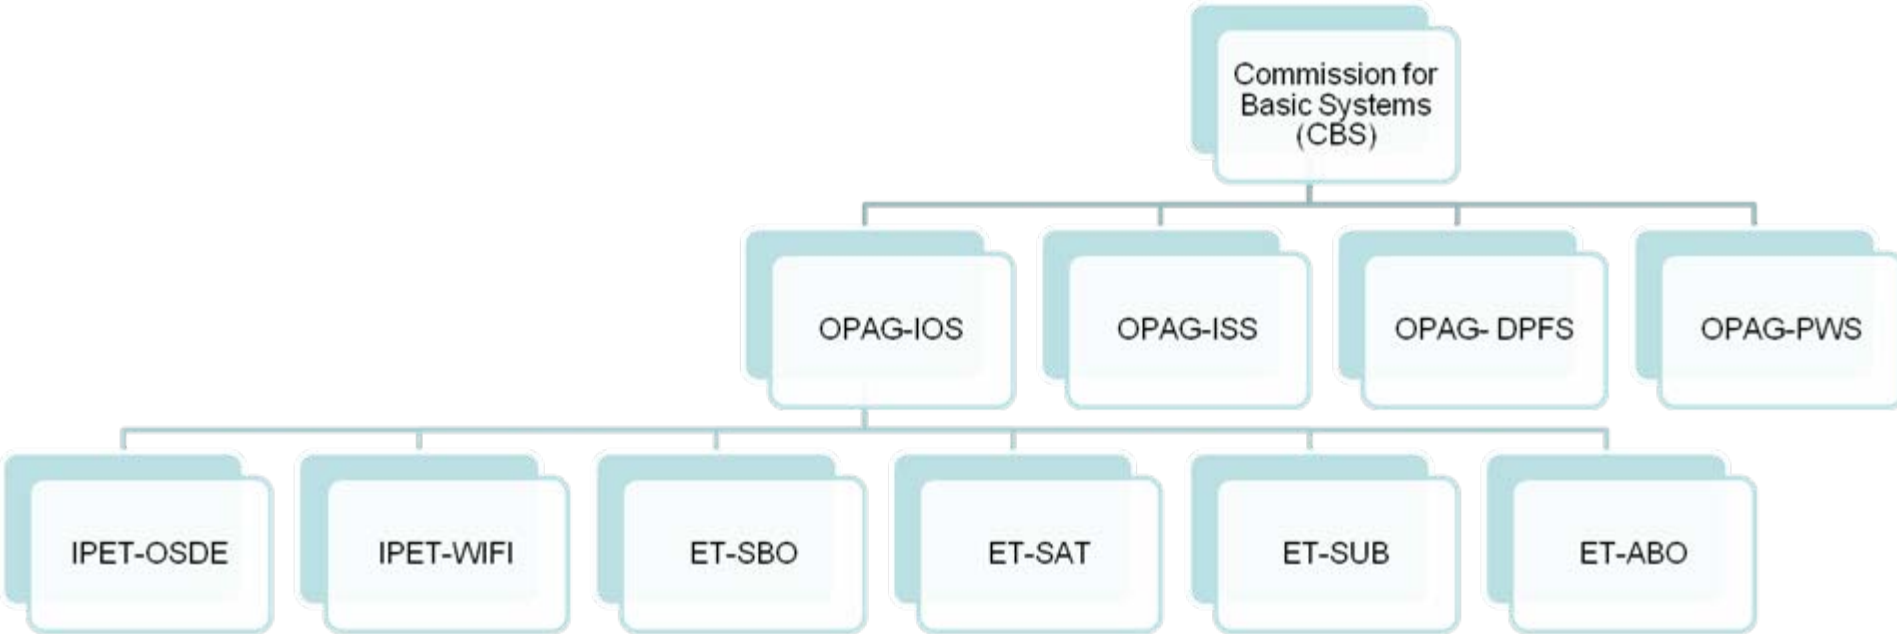 Commission for
Basic Systems
(CBS)
OPAG-IOS
OPAG-ISS
OPAG- DPFS
OPAG-PWS
IPET-OSDE
IPET-WIFI
ET-SBO
ET-SAT
ET-SUB
ET-ABO